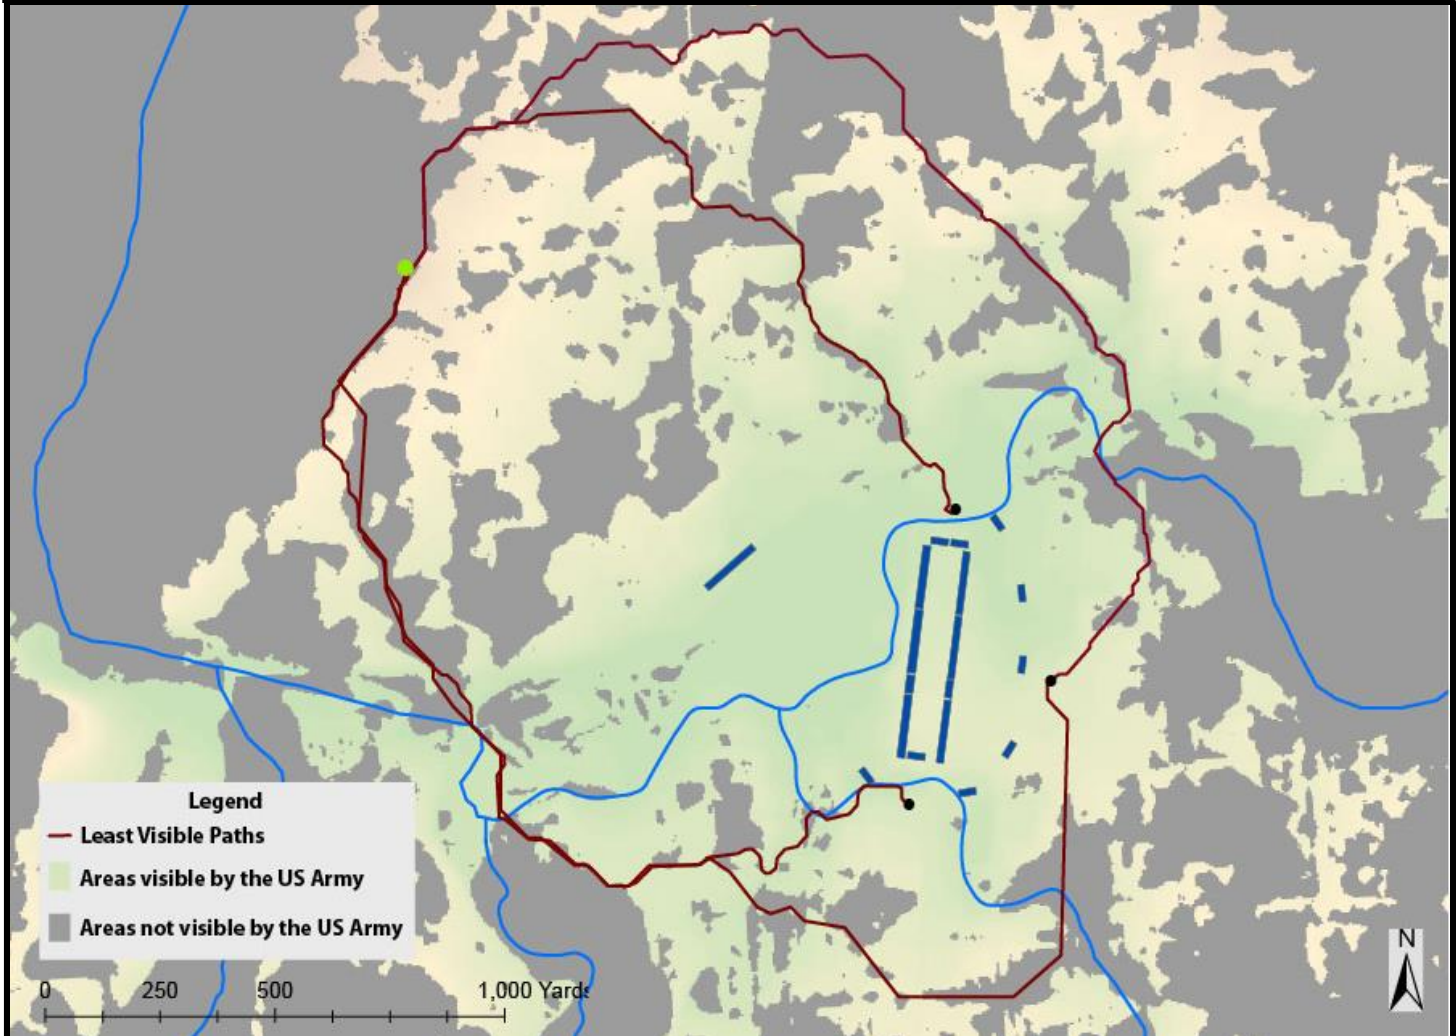 Legend
Least Visible Paths
Areas visible by the US Army
Areas not visible by the US Army
0 250 500 1,000 Yards
N